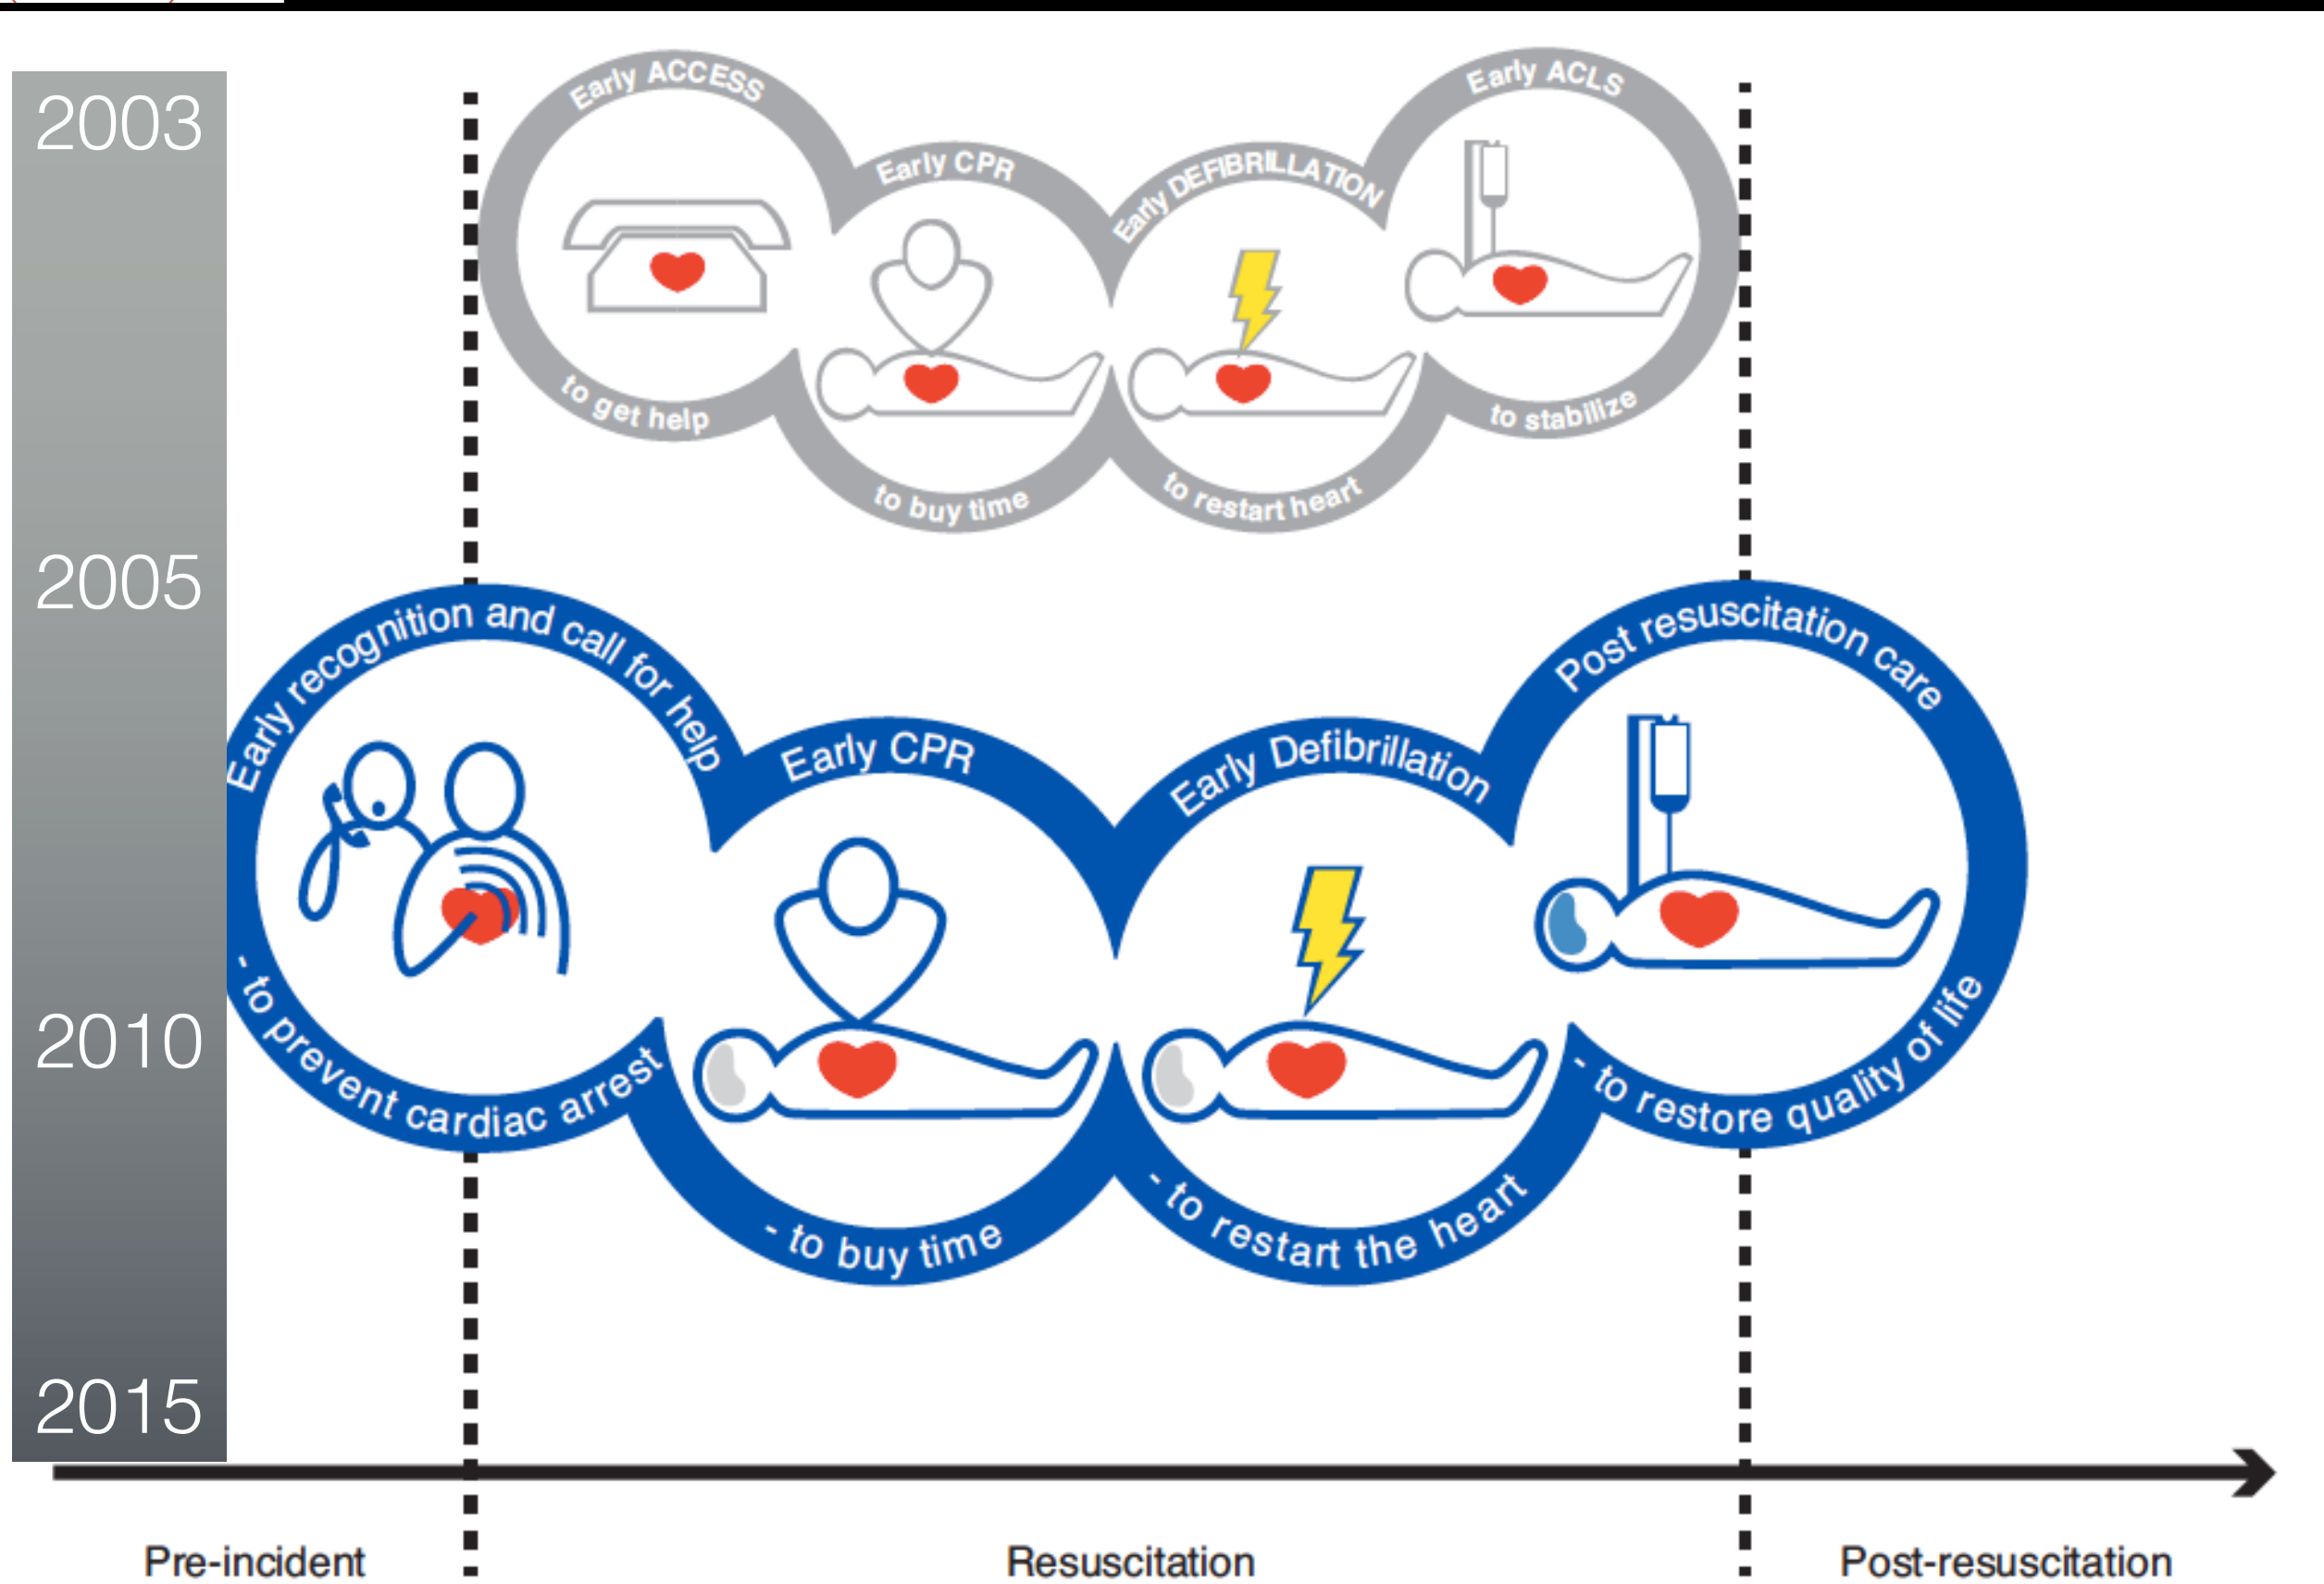 2003
Early ACCESS
to get help
Early CPR
to buy time
Early DEFIBRILLATION
to restart heart
Early ACLS
to stabilize
2005
Early recognition and call for help
- to prevent cardiac arrest
Early CPR
- to buy time
Early Defibrillation
- to restart the heart
Post resuscitation care
- to restore quality of life
2010
2015
Pre-incident
Resuscitation
Post-resuscitation